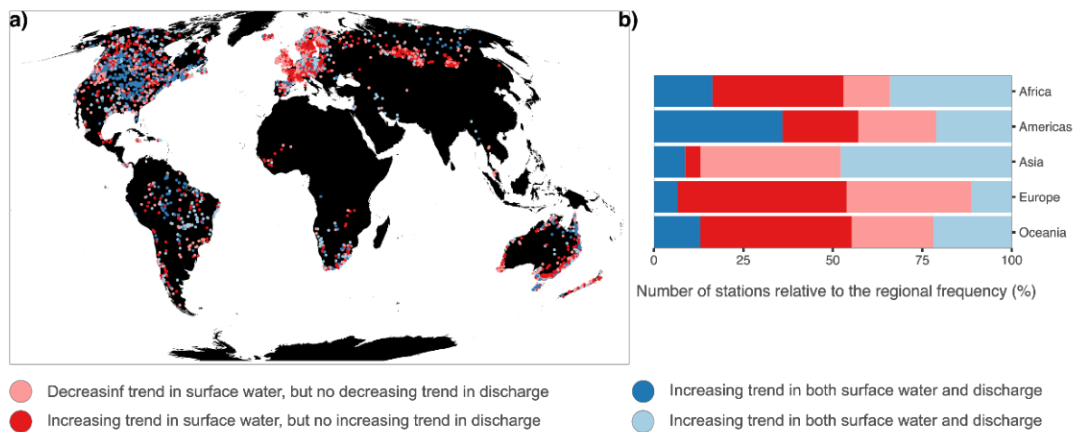 a)
b)
Africa
Americas
Asia
Europe
Oceania
0 25 50 75 100
Number of stations relative to the regional frequency (%)
Decreasinf trend in surface water, but no decreasing trend in discharge
Increasing trend in surface water, but no increasing trend in discharge
Increasing trend in both surface water and discharge
Increasing trend in both surface water and discharge